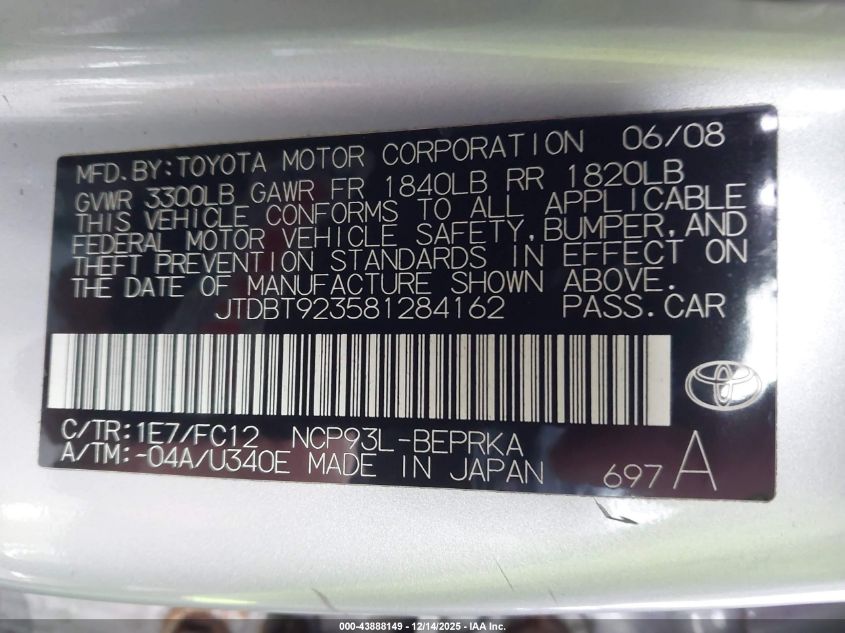 MFD.BY:TOYOTA MOTOR CORPORATION 06/08
GVWR 3300LB GAWR FR 1840LB RR 1820LB
THIS VEHICLE CONFORMS TO ALL APPLICABLE
FEDERAL MOTOR VEHICLE SAFETY,BUMPER,AND
THEFT PREVENTION STANDARDS IN EFFECT ON
THE DATE OF MANUFACTURE SHOWN ABOVE.
JTDBT923581284162 PASS.CAR
C/TR:1E7/FC12 NCP93L-BEPRKA
A/TM:-04A/U340E MADE IN JAPAN 697 A
000-43888149 - 12/14/2025 - IAA Inc.